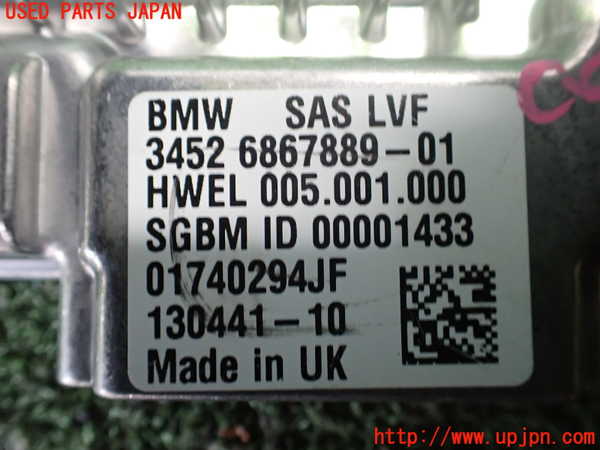 USED PARTS JAPAN
BMW SAS LVF
3452 6867889-01
HWEL 005.001.000
SGBM ID 00001433
01740294JF
130441-10
Made in UK
http://www.upjpn.com/